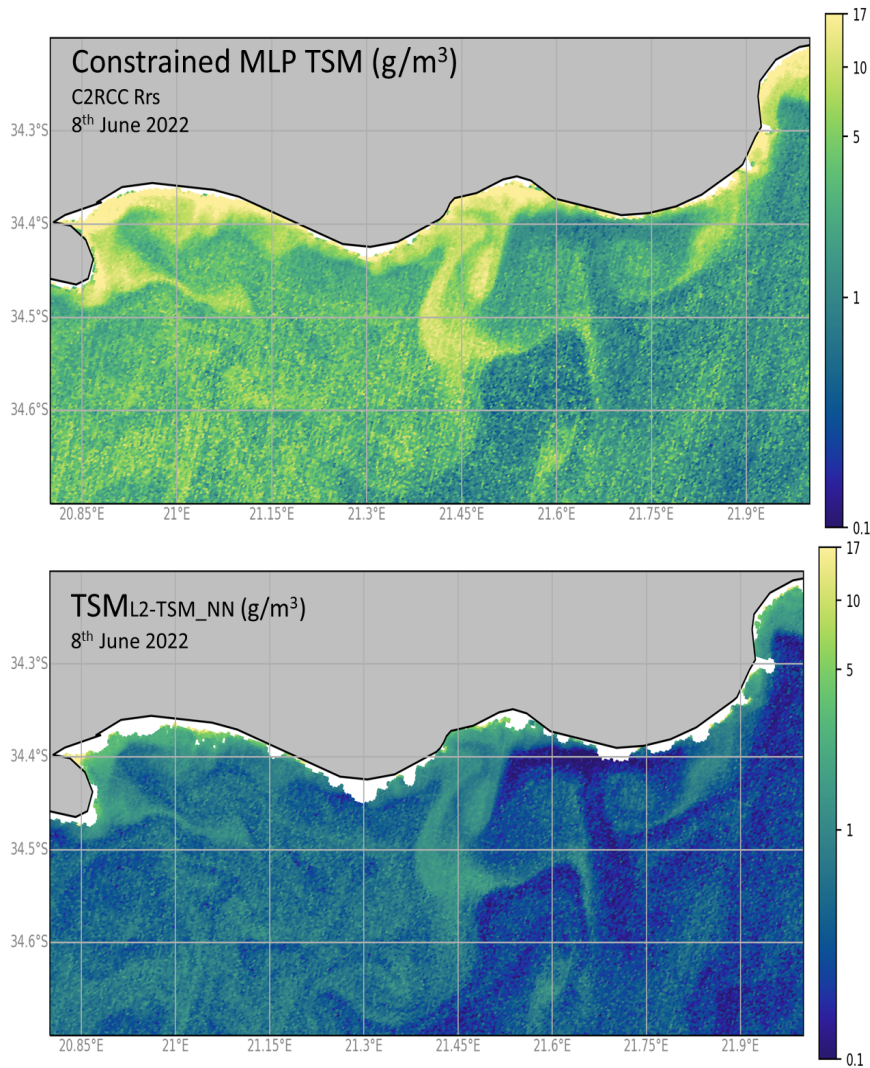 Constrained MLP TSM (g/m³)
C2RCC Rrs
8th June 2022
34.3°S
34.4°S
34.5°S
34.6°S
20.85°E 21°E 21.15°E 21.3°E 21.45°E 21.6°E 21.75°E 21.9°E
17
10
5
1
0.1
TSML2-TSM_NN (g/m³)
8th June 2022
34.3°S
34.4°S
34.5°S
34.6°S
20.85°E 21°E 21.15°E 21.3°E 21.45°E 21.6°E 21.75°E 21.9°E
17
10
5
1
0.1